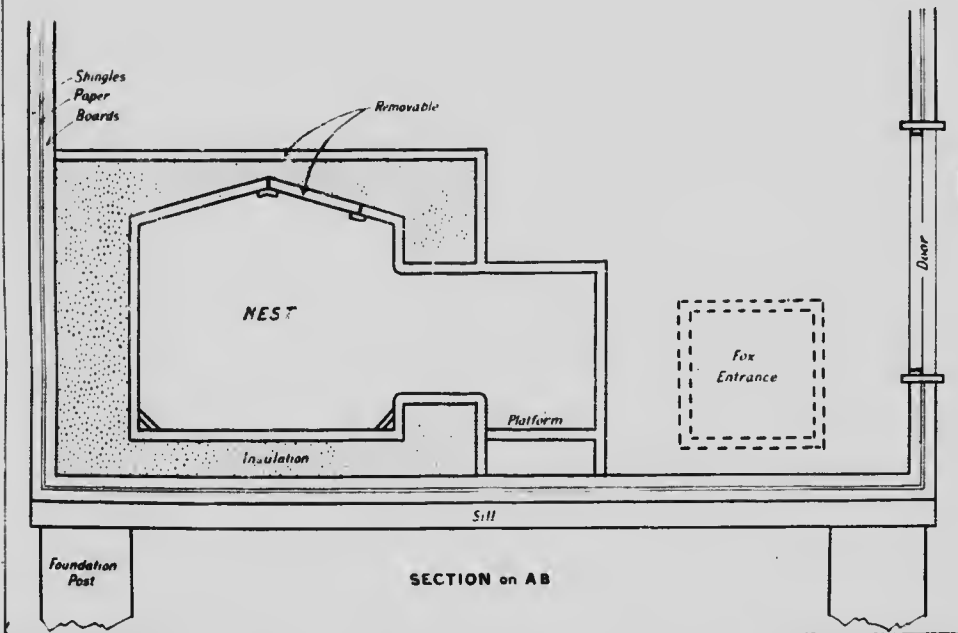 Shingles
Paper
Boards
Removable
NEST
Door
Fox
Entrance
Platform
Insulation
Sill
Foundation
Post
SECTION on AB